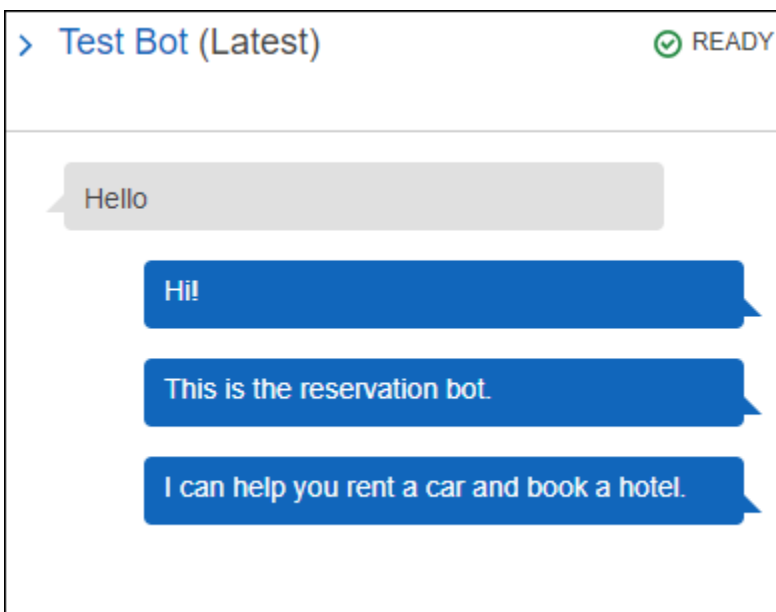 Test Bot (Latest)
READY
Hello
Hi!
This is the reservation bot.
I can help you rent a car and book a hotel.